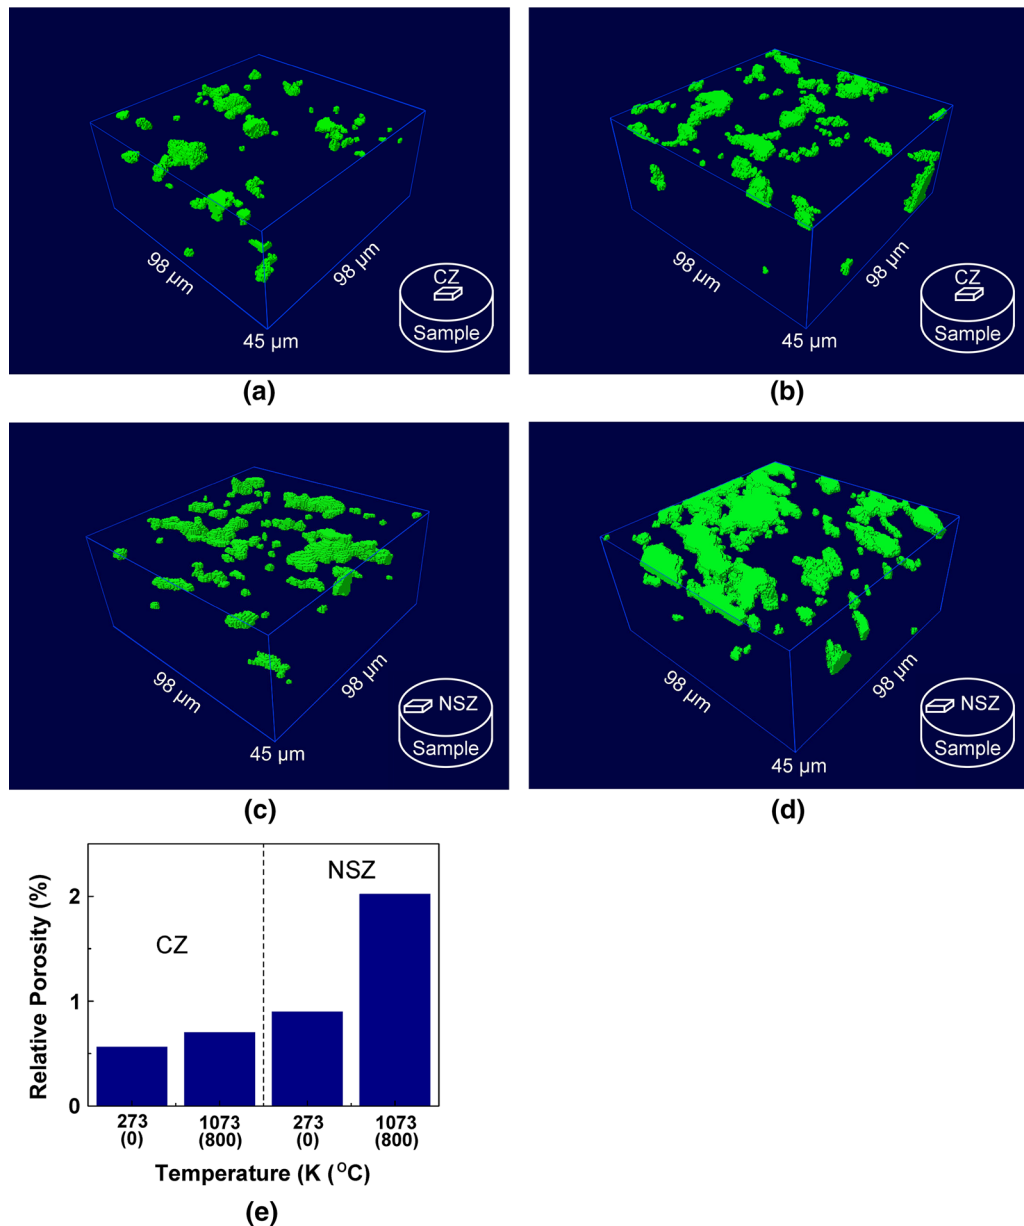 98 µm
98 µm
45 µm
CZ
Sample
(a)
98 µm
98 µm
45 µm
CZ
Sample
(b)
98 µm
98 µm
45 µm
NSZ
Sample
(c)
98 µm
98 µm
45 µm
NSZ
Sample
(d)
Relative Porosity (%)
2
1
0
CZ
NSZ
273 1073 273 1073
(0) (800) (0) (800)
Temperature (K (°C)
(e)